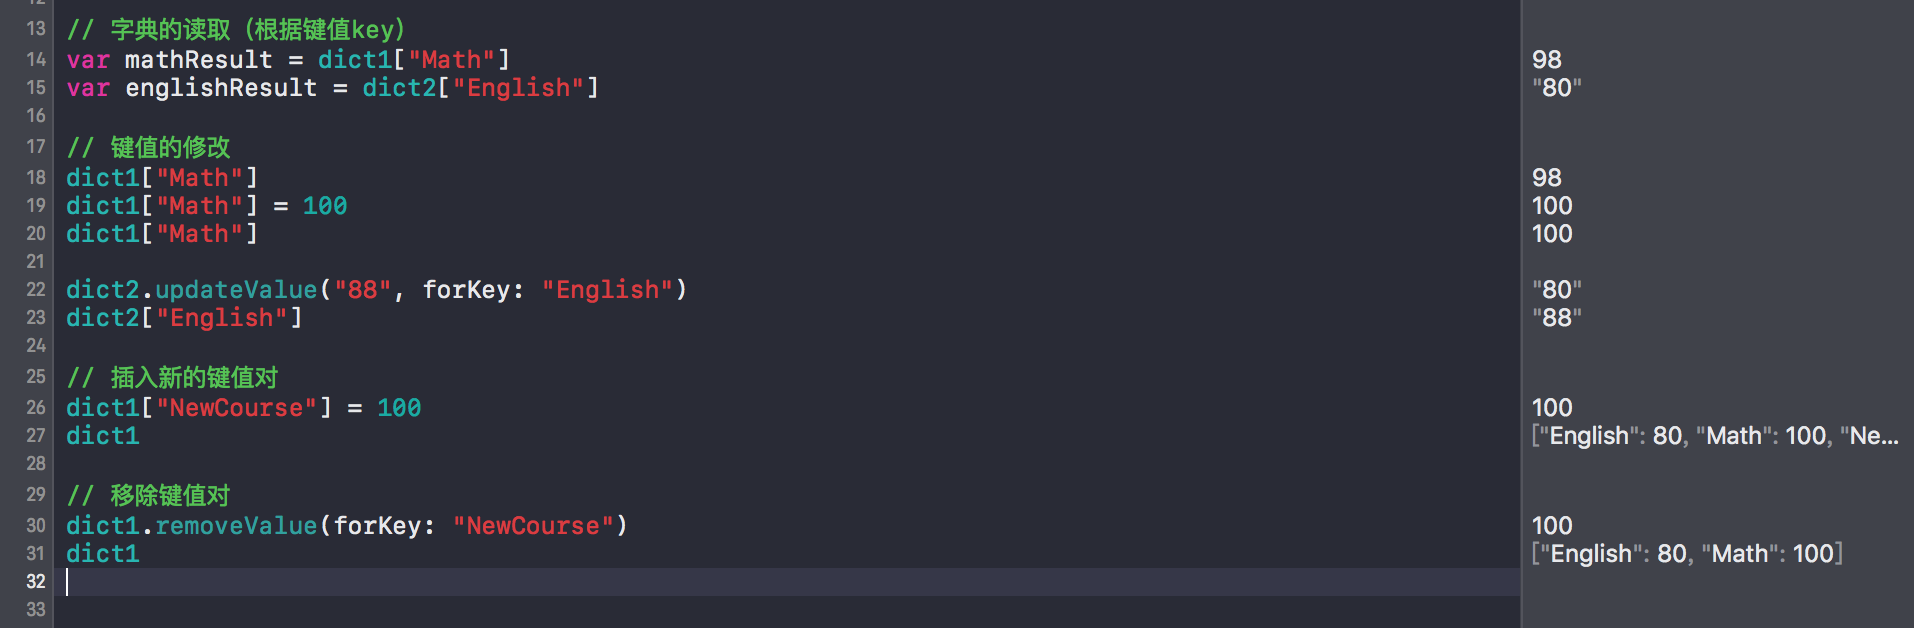 13 // 字典的读取（根据键值key）
14 var mathResult = dict1["Math"] 98
15 var englishResult = dict2["English"] "80"
16
17 // 键值的修改
18 dict1["Math"] 98
19 dict1["Math"] = 100 100
20 dict1["Math"] 100
21
22 dict2.updateValue("88", forKey: "English") "80"
23 dict2["English"] "88"
24
25 // 插入新的键值对
26 dict1["NewCourse"] = 100 100
27 dict1 ["English": 80, "Math": 100, "Ne...
28
29 // 移除键值对
30 dict1.removeValue(forKey: "NewCourse") 100
31 dict1 ["English": 80, "Math": 100]
32
33